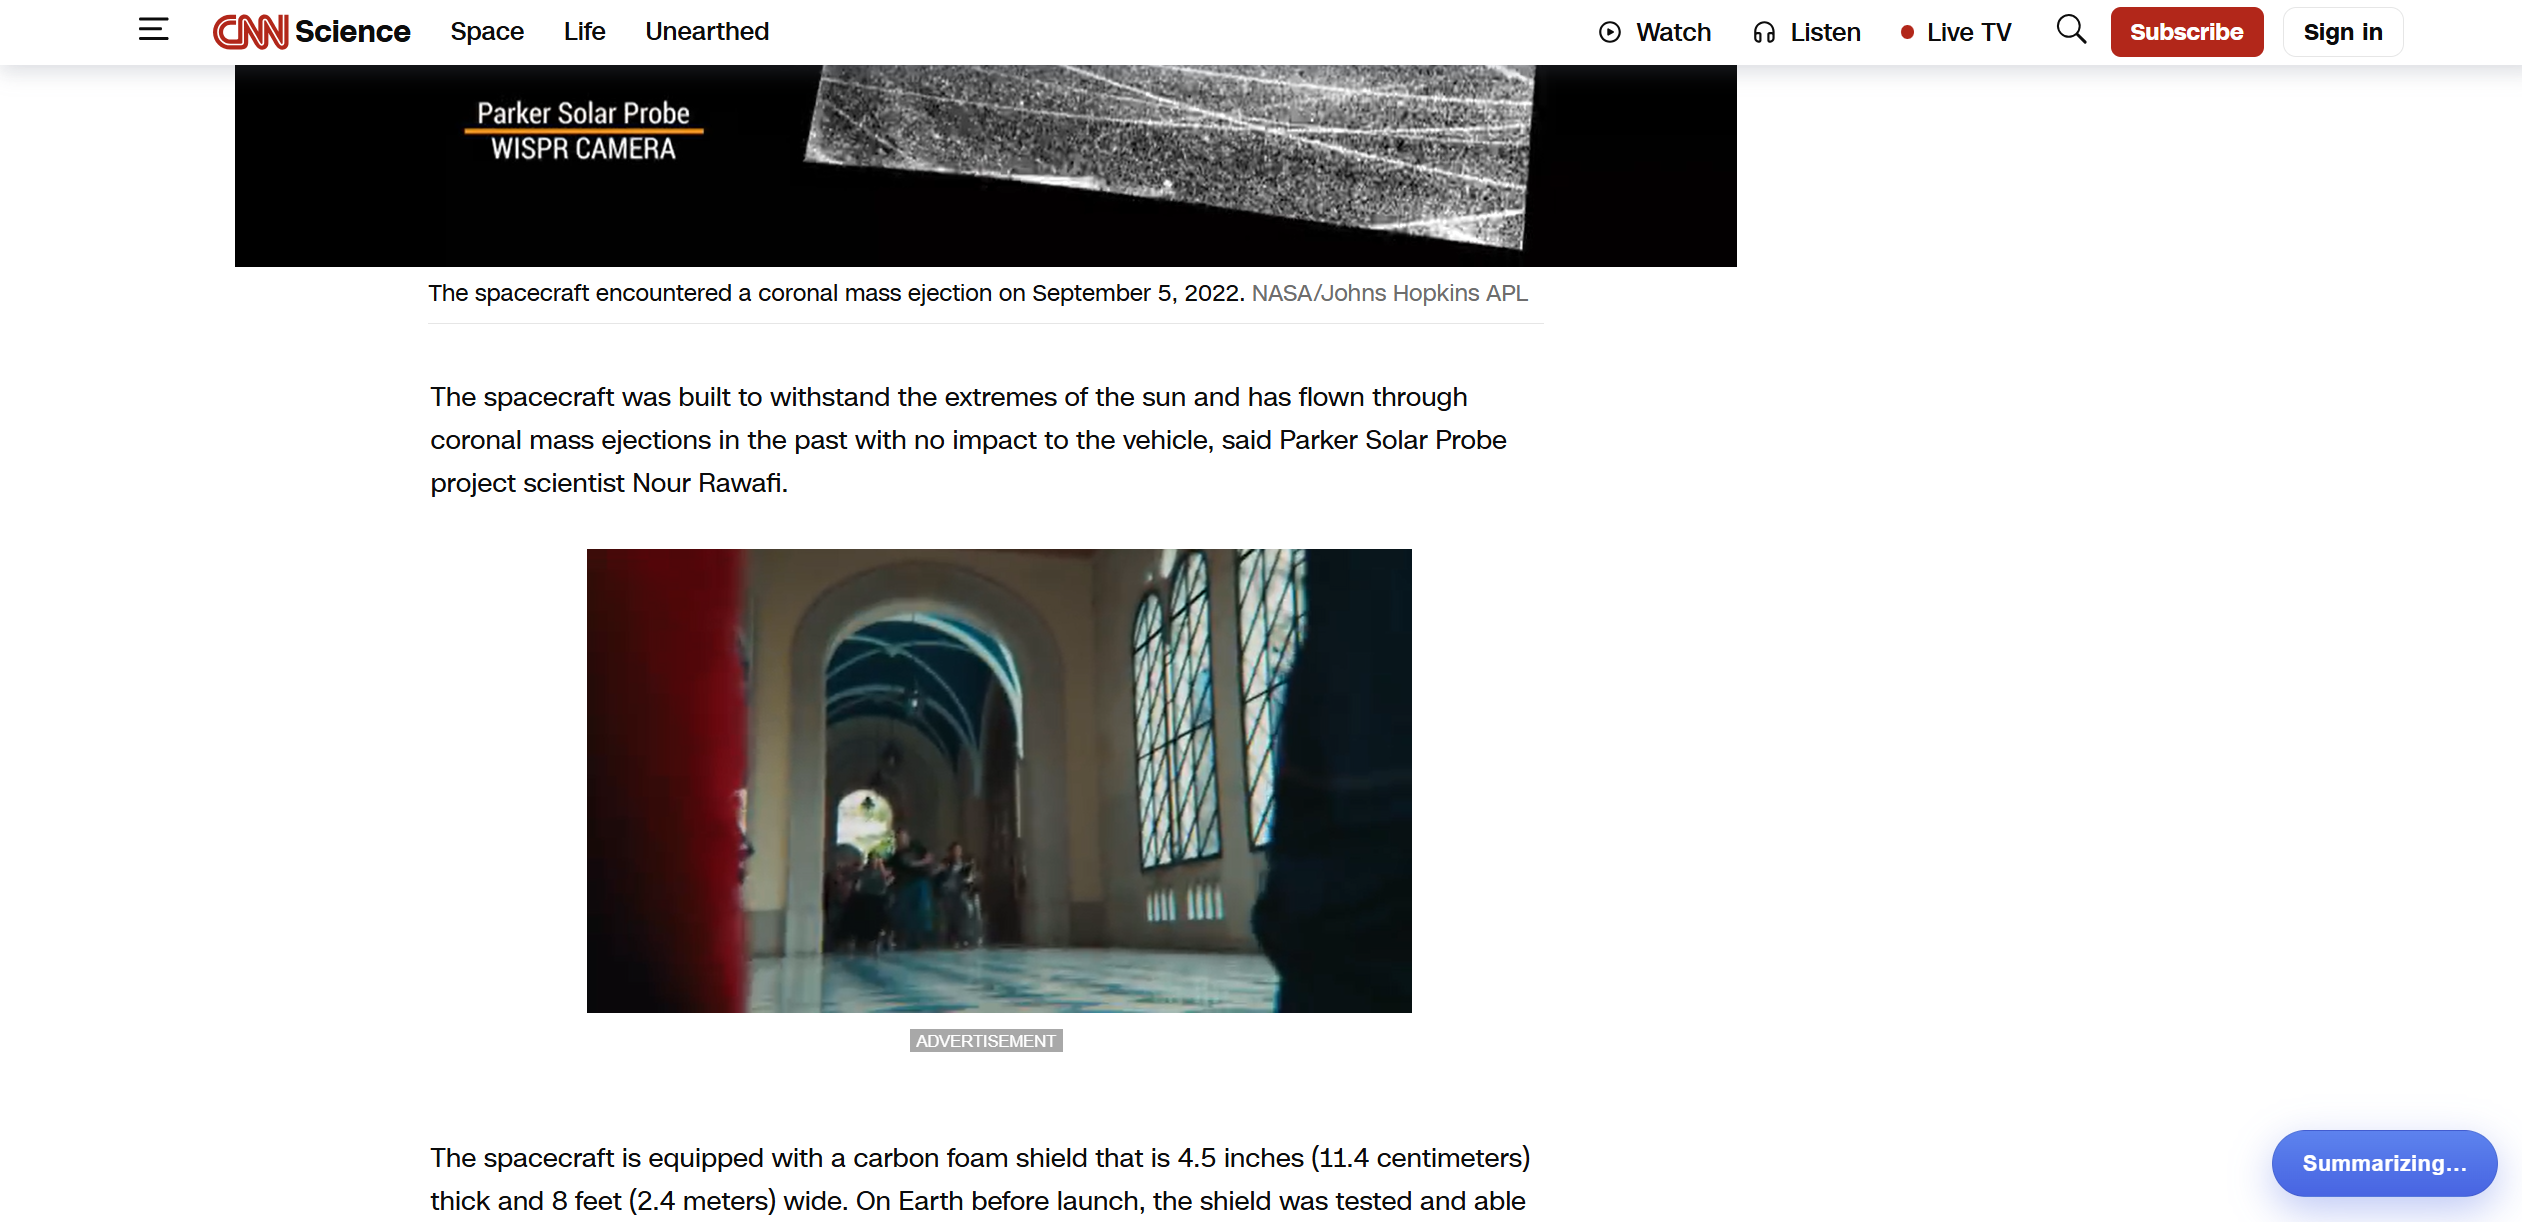 CNN Science Space Life Unearthed Watch Listen Live TV Subscribe Sign in
Parker Solar Probe
WISPR CAMERA
The spacecraft encountered a coronal mass ejection on September 5, 2022. NASA/Johns Hopkins APL
The spacecraft was built to withstand the extremes of the sun and has flown through
coronal mass ejections in the past with no impact to the vehicle, said Parker Solar Probe
project scientist Nour Rawafi.
ADVERTISEMENT
The spacecraft is equipped with a carbon foam shield that is 4.5 inches (11.4 centimeters)
thick and 8 feet (2.4 meters) wide. On Earth before launch, the shield was tested and able
Summarizing...